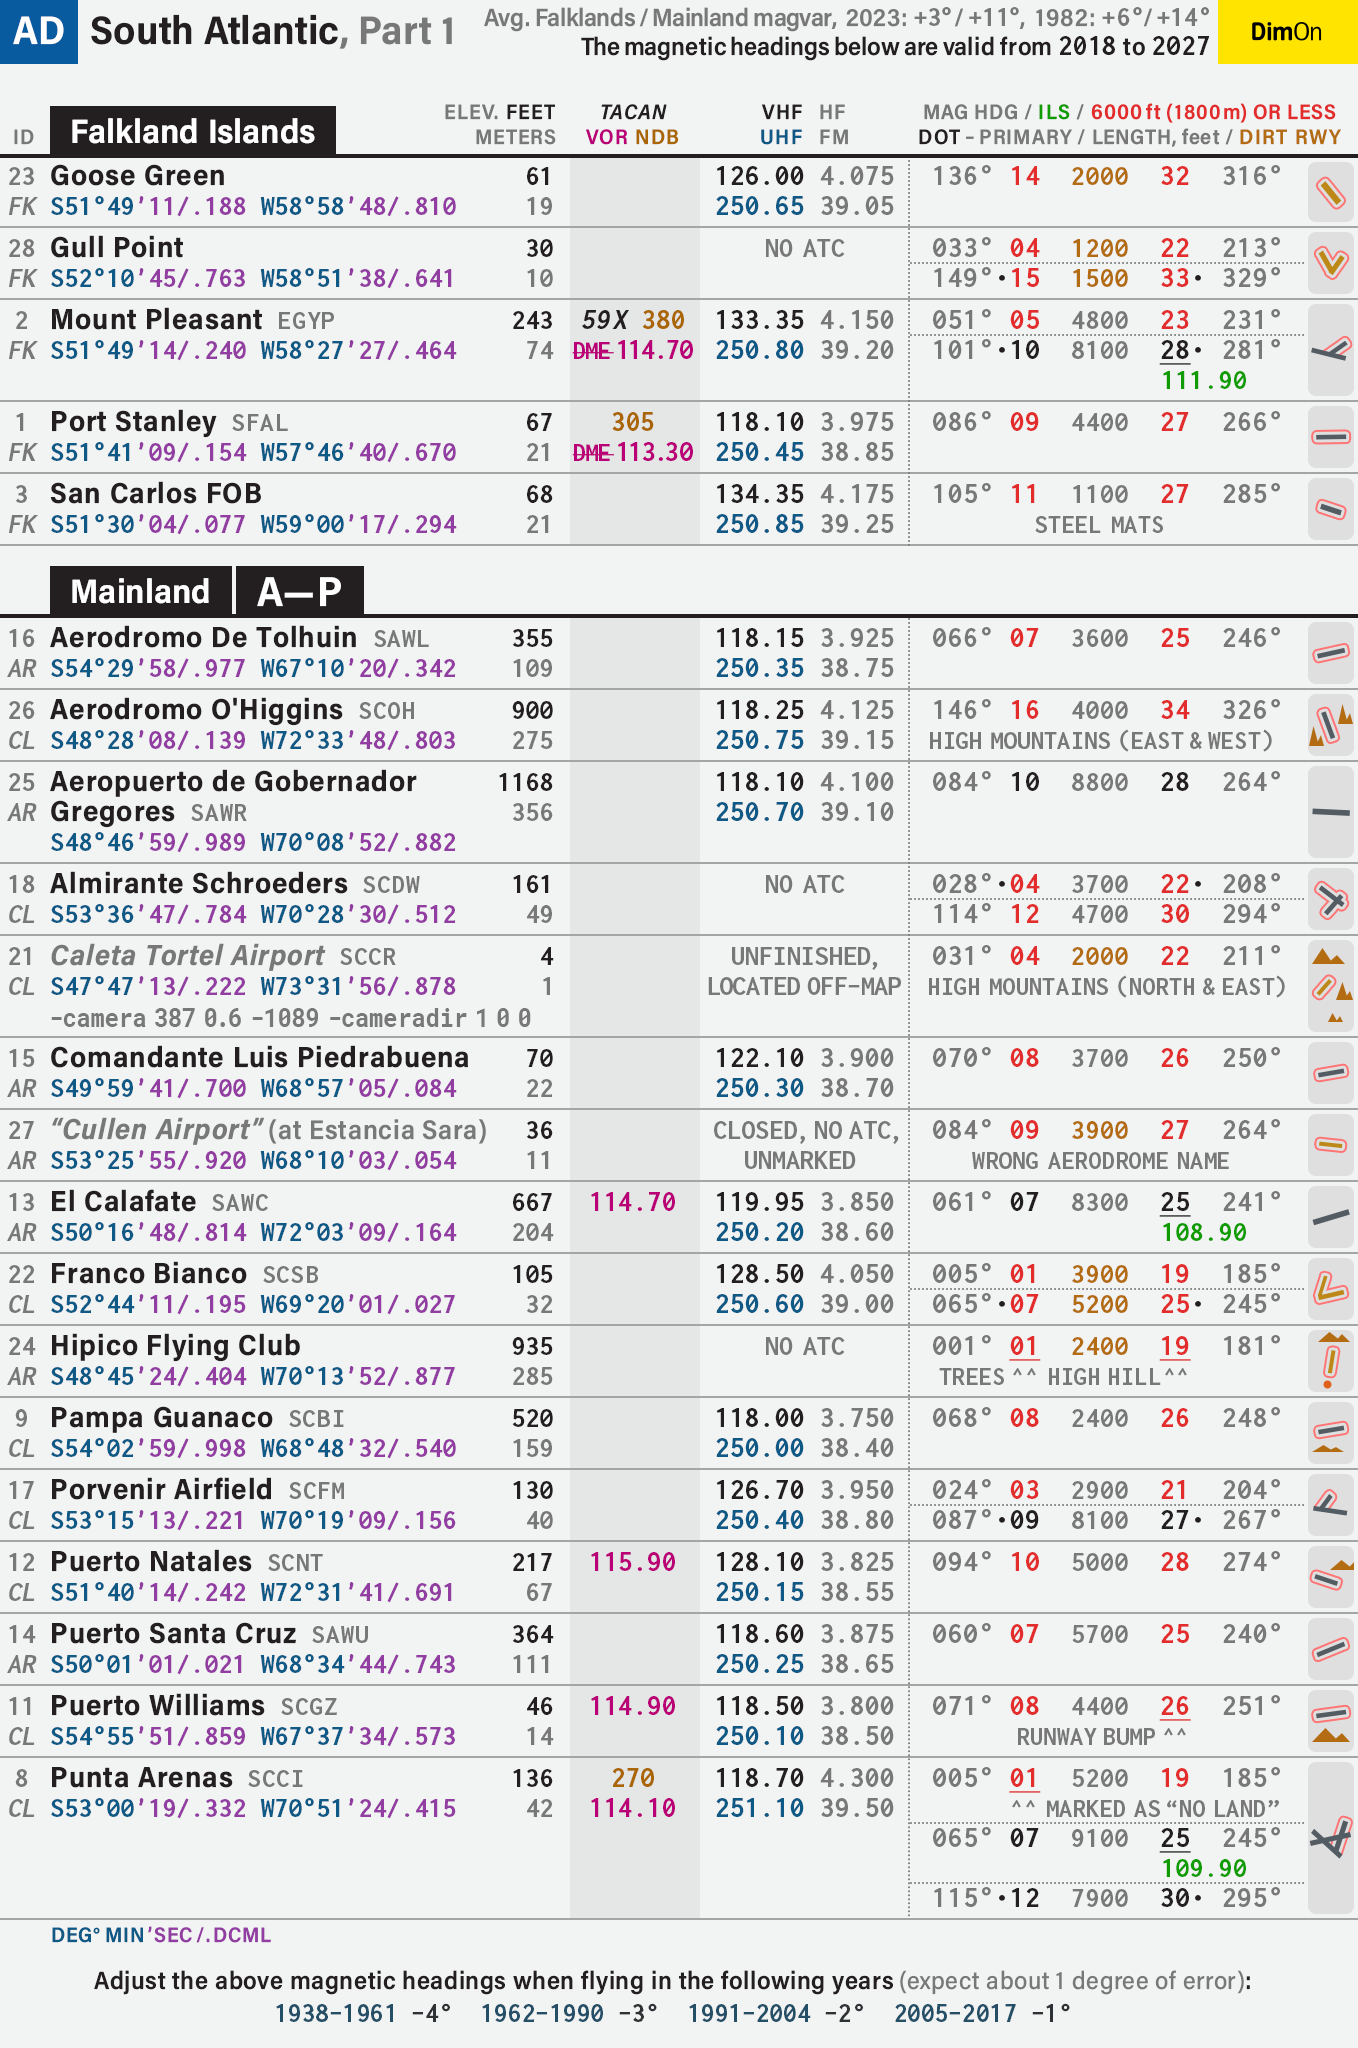 AD South Atlantic, Part 1 Avg. Falklands / Mainland magvar, 2023: +3° / +11°, 1982: +6° / +14° DimOn
The magnetic headings below are valid from 2018 to 2027
ELEV. FEET TACAN VHF HF MAG HDG / ILS / 6000 ft (1800 m) OR LESS
ID Falkland Islands METERS VOR NDB UHF FM DOT – PRIMARY / LENGTH, feet / DIRT RWY
23 Goose Green 61 126.00 4.075 136° 14 2000 32 316°
FK S51°49'11/.188 W58°58'48/.810 19 250.65 39.05
28 Gull Point 30 NO ATC 033° 04 1200 22 213°
FK S52°10'45/.763 W58°51'38/.641 10 149°·15 1500 33· 329°
2 Mount Pleasant EGYP 243 59X 380 133.35 4.150 051° 05 4800 23 231°
FK S51°49'14/.240 W58°27'27/.464 74 DME 114.70 250.80 39.20 101°·10 8100 28· 281°
111.90
1 Port Stanley SFAL 67 305 118.10 3.975 086° 09 4400 27 266°
FK S51°41'09/.154 W57°46'40/.670 21 DME 113.30 250.45 38.85
3 San Carlos FOB 68 134.35 4.175 105° 11 1100 27 285°
FK S51°30'04/.077 W59°00'17/.294 21 250.85 39.25 STEEL MATS
Mainland A—P
16 Aerodromo De Tolhuin SAWL 355 118.15 3.925 066° 07 3600 25 246°
AR S54°29'58/.977 W67°10'20/.342 109 250.35 38.75
26 Aerodromo O'Higgins SCOH 900 118.25 4.125 146° 16 4000 34 326°
CL S48°28'08/.139 W72°33'48/.803 275 250.75 39.15 HIGH MOUNTAINS (EAST & WEST)
25 Aeropuerto de Gobernador 1168 118.10 4.100 084° 10 8800 28 264°
AR Gregores SAWR 356 250.70 39.10
S48°46'59/.989 W70°08'52/.882
18 Almirante Schroeders SCDW 161 NO ATC 028°·04 3700 22· 208°
CL S53°36'47/.784 W70°28'30/.512 49 114° 12 4700 30 294°
21 Caleta Tortel Airport SCCR 4 UNFINISHED, 031° 04 2000 22 211°
CL S47°47'13/.222 W73°31'56/.878 1 LOCATED OFF-MAP HIGH MOUNTAINS (NORTH & EAST)
-camera 387 0.6 -1089 -cameradir 1 0 0
15 Comandante Luis Piedrabuena 70 122.10 3.900 070° 08 3700 26 250°
AR S49°59'41/.700 W68°57'05/.084 22 250.30 38.70
27 “Cullen Airport” (at Estancia Sara) 36 CLOSED, NO ATC, 084° 09 3900 27 264°
AR S53°25'55/.920 W68°10'03/.054 11 UNMARKED WRONG AERODROME NAME
13 El Calafate SAWC 667 114.70 119.95 3.850 061° 07 8300 25 241°
AR S50°16'48/.814 W72°03'09/.164 204 250.20 38.60 108.90
22 Franco Bianco SCSB 105 128.50 4.050 005° 01 3900 19 185°
CL S52°44'11/.195 W69°20'01/.027 32 250.60 39.00 065°·07 5200 25· 245°
24 Hipico Flying Club 935 NO ATC 001° 01 2400 19 181°
AR S48°45'24/.404 W70°13'52/.877 285 TREES ^^ HIGH HILL^^
9 Pampa Guanaco SCBI 520 118.00 3.750 068° 08 2400 26 248°
CL S54°02'59/.998 W68°48'32/.540 159 250.00 38.40
17 Porvenir Airfield SCFM 130 126.70 3.950 024° 03 2900 21 204°
CL S53°15'13/.221 W70°19'09/.156 40 250.40 38.80 087°·09 8100 27· 267°
12 Puerto Natales SCNT 217 115.90 128.10 3.825 094° 10 5000 28 274°
CL S51°40'14/.242 W72°31'41/.691 67 250.15 38.55
14 Puerto Santa Cruz SAWU 364 118.60 3.875 060° 07 5700 25 240°
AR S50°01'01/.021 W68°34'44/.743 111 250.25 38.65
11 Puerto Williams SCGZ 46 114.90 118.50 3.800 071° 08 4400 26 251°
CL S54°55'51/.859 W67°37'34/.573 14 250.10 38.50 RUNWAY BUMP ^^
8 Punta Arenas SCCI 136 270 118.70 4.300 005° 01 5200 19 185°
CL S53°00'19/.332 W70°51'24/.415 42 114.10 251.10 39.50 ^^ MARKED AS “NO LAND”
065° 07 9100 25 245°
109.90
115°·12 7900 30· 295°
DEG° MIN'SEC/.DCML
Adjust the above magnetic headings when flying in the following years (expect about 1 degree of error):
1938–1961 -4° 1962–1990 -3° 1991–2004 -2° 2005–2017 -1°